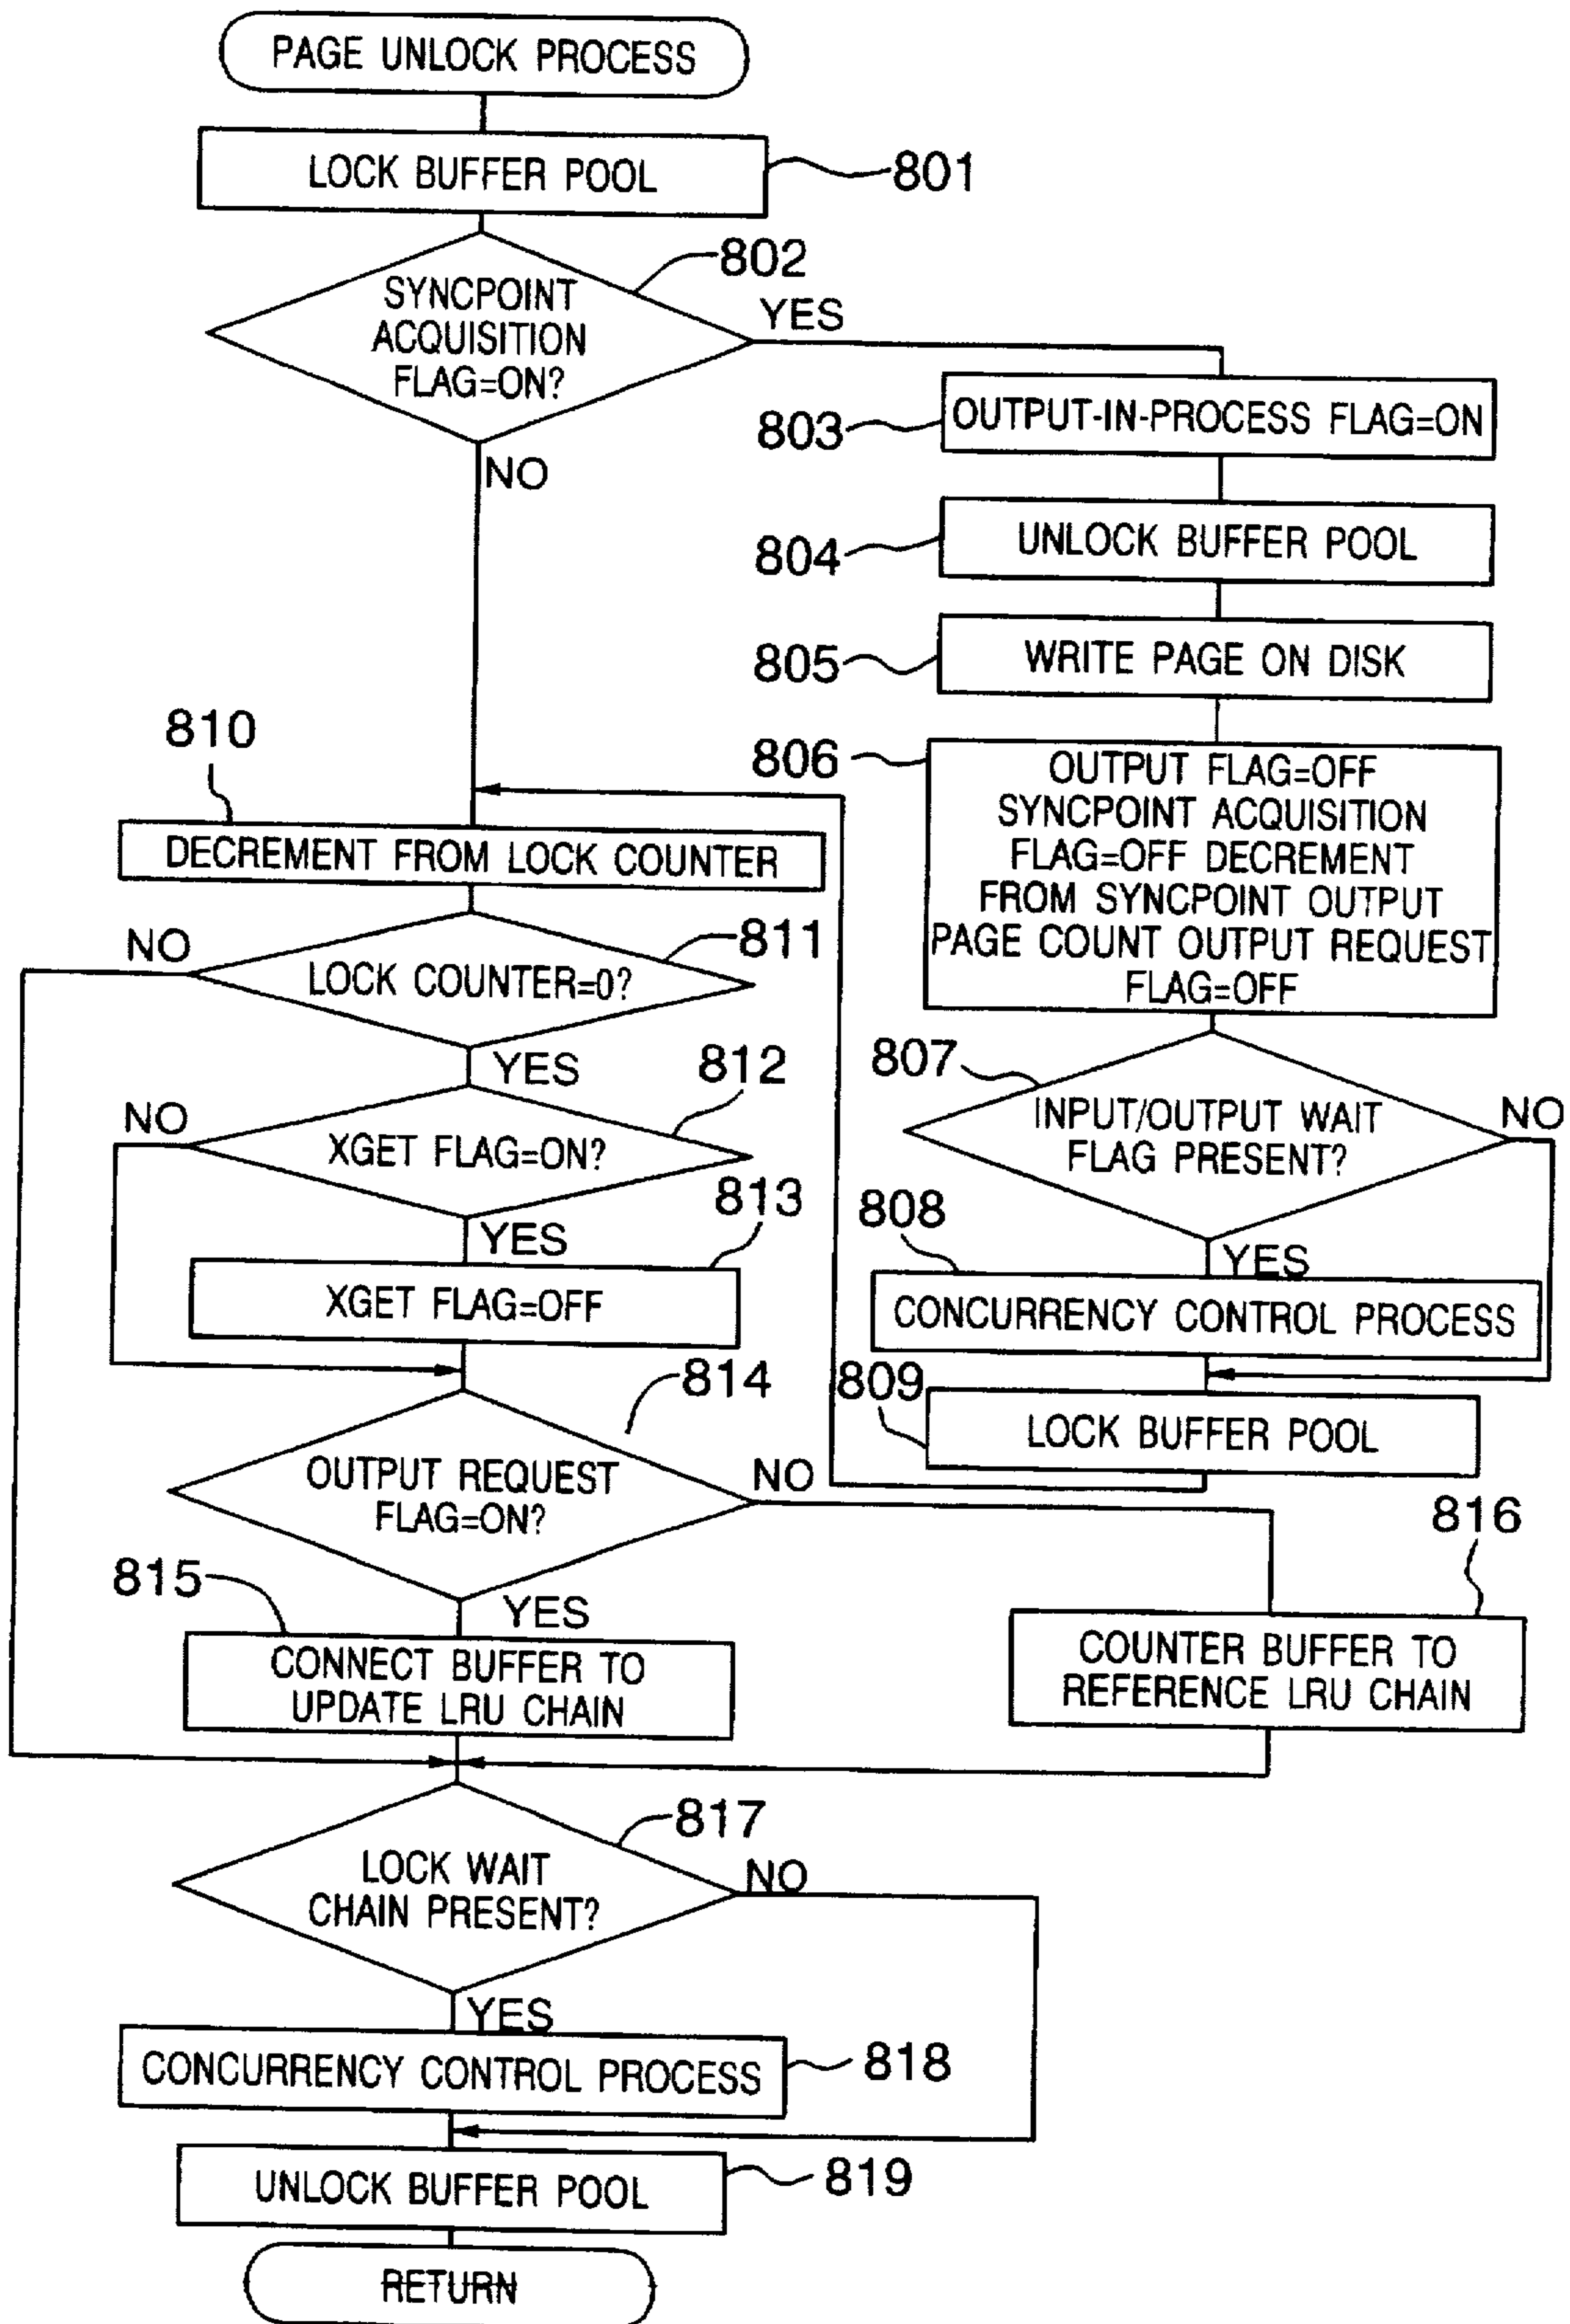 PAGE UNLOCK PROCESS
LOCK BUFFER POOL
801
802
SYNCPOINT
ACQUISITION
FLAG=ON?
YES
NO
803
OUTPUT-IN-PROCESS FLAG=ON
804
UNLOCK BUFFER POOL
805
WRITE PAGE ON DISK
806
OUTPUT FLAG=OFF
SYNCPOINT ACQUISITION
FLAG=OFF DECREMENT
FROM SYNCPOINT OUTPUT
PAGE COUNT OUTPUT REQUEST
FLAG=OFF
807
INPUT/OUTPUT WAIT
FLAG PRESENT?
NO
YES
808
CONCURRENCY CONTROL PROCESS
809
LOCK BUFFER POOL
810
DECREMENT FROM LOCK COUNTER
811
NO
LOCK COUNTER=0?
YES
812
NO
XGET FLAG=ON?
YES
813
XGET FLAG=OFF
814
OUTPUT REQUEST
FLAG=ON?
NO
YES
815
CONNECT BUFFER TO
UPDATE LRU CHAIN
816
COUNTER BUFFER TO
REFERENCE LRU CHAIN
817
LOCK WAIT
CHAIN PRESENT?
NO
YES
CONCURRENCY CONTROL PROCESS
818
UNLOCK BUFFER POOL
819
RETURN